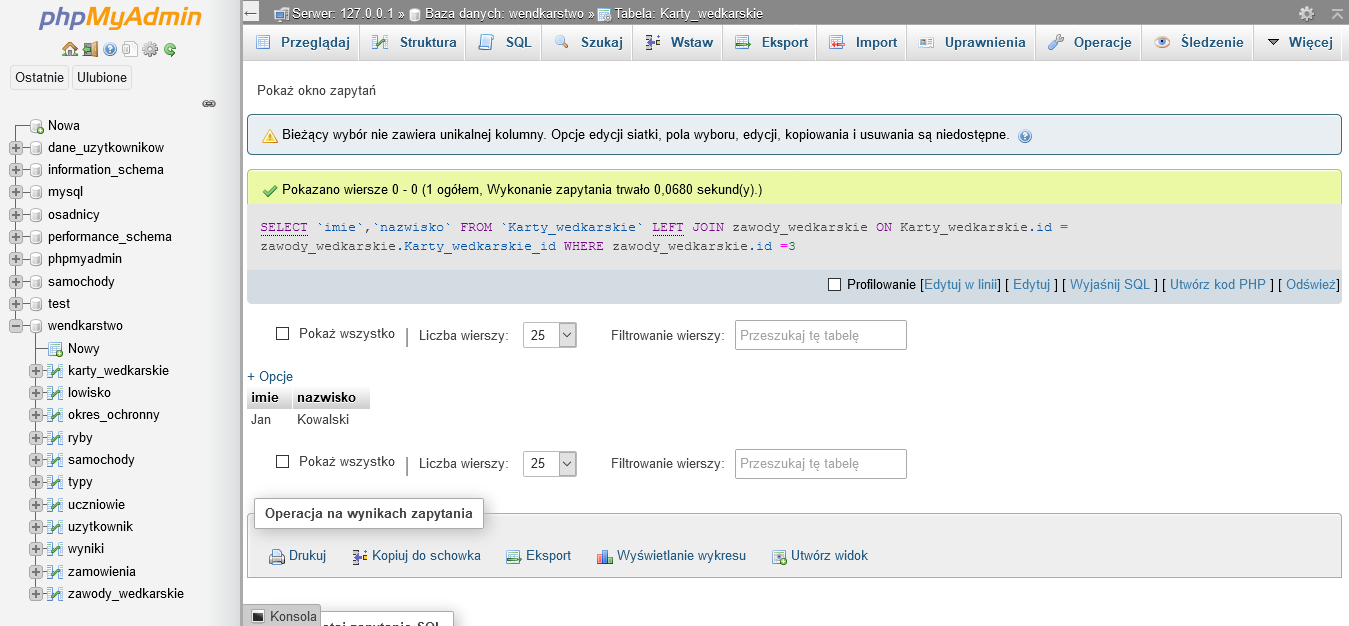 phpMyAdmin
Ostatnie Ulubione
Nowa
dane_uzytkownikow
information_schema
mysql
osadnicy
performance_schema
phpmyadmin
samochody
test
wendkarstwo
Nowy
karty_wedkarskie
lowisko
okres_ochronny
ryby
samochody
typy
uczniowie
uzytkownik
wyniki
zamowienia
zawody_wedkarskie
Serwer: 127.0.0.1 » Baza danych: wendkarstwo » Tabela: Karty_wedkarskie
Przeglądaj Struktura SQL Szukaj Wstaw Eksport Import Uprawnienia Operacje Śledzenie Więcej
Pokaż okno zapytań
Bieżący wybór nie zawiera unikalnej kolumny. Opcje edycji siatki, pola wyboru, edycji, kopiowania i usuwania są niedostępne.
Pokazano wiersze 0 - 0 (1 ogółem, Wykonanie zapytania trwało 0,0680 sekund(y).)
SELECT `imie`,`nazwisko` FROM `Karty_wedkarskie` LEFT JOIN zawody_wedkarskie ON Karty_wedkarskie.id =
zawody_wedkarskie.Karty_wedkarskie_id WHERE zawody_wedkarskie.id =3
Profilowanie [Edytuj w linii] [ Edytuj ] [ Wyjaśnij SQL ] [ Utwórz kod PHP ] [ Odśwież]
Pokaż wszystko | Liczba wierszy: 25 Filtrowanie wierszy: Przeszukaj tę tabelę
+ Opcje
imie nazwisko
Jan Kowalski
Pokaż wszystko | Liczba wierszy: 25 Filtrowanie wierszy: Przeszukaj tę tabelę
Operacja na wynikach zapytania
Drukuj Kopiuj do schowka Eksport Wyświetlanie wykresu Utwórz widok
Konsola